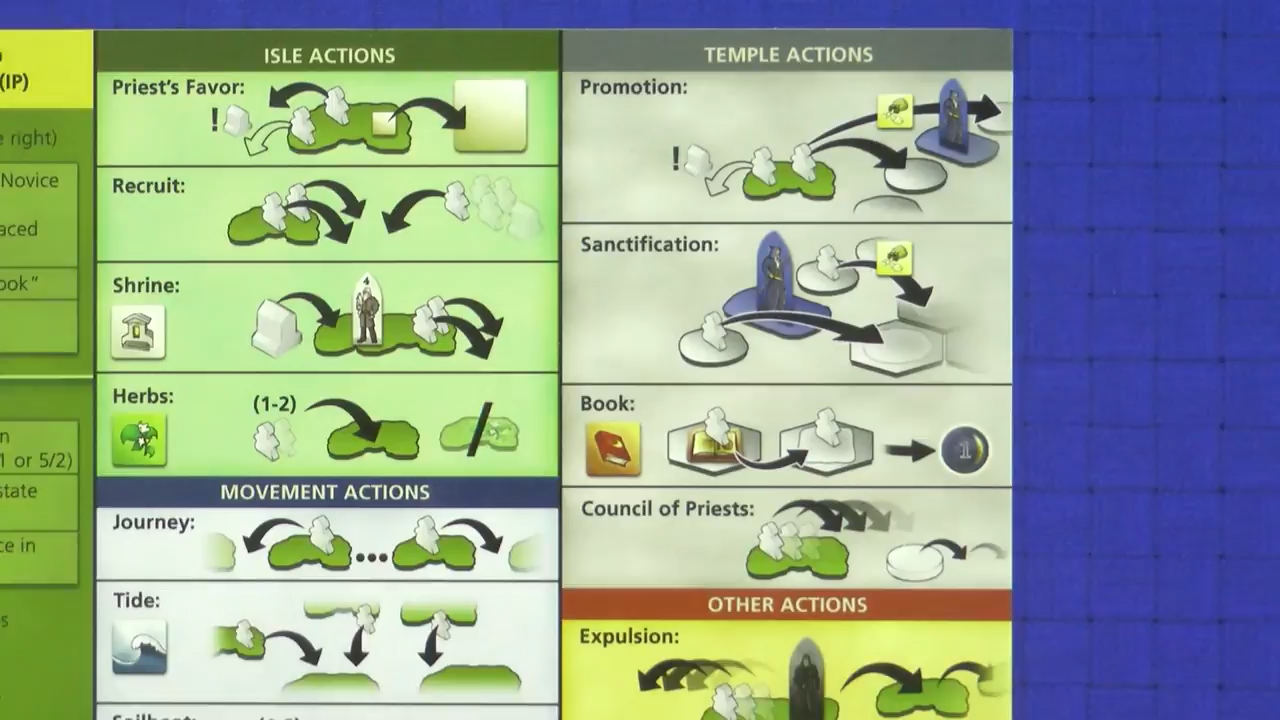 (IP)
right)
Novice
aced
ook"
n
1 or 5/2)
state
ce in
s
ISLE ACTIONS
Priest's Favor:
!
Recruit:
Shrine:
4
Herbs:
(1-2)
MOVEMENT ACTIONS
Journey:
Tide:
TEMPLE ACTIONS
Promotion:
!
Sanctification:
Book:
1
Council of Priests:
OTHER ACTIONS
Expulsion: